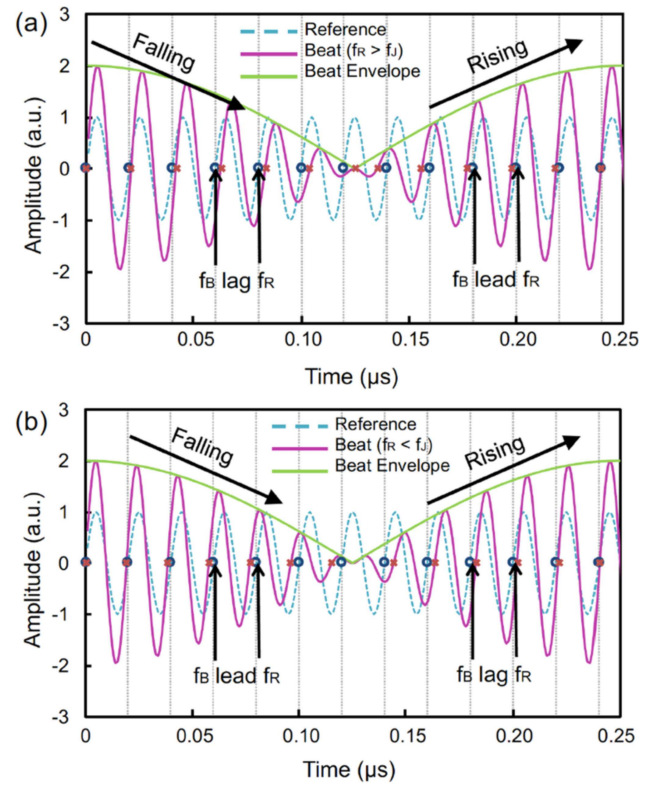 (a)
Falling
Reference
Beat (fR > fJ)
Beat Envelope
Rising
3
2
1
0
-1
-2
-3
Amplitude (a.u.)
fB lag fR
fB lead fR
0 0.05 0.10 0.15 0.20 0.25
Time (µs)
(b)
Falling
Reference
Beat (fR < fJ)
Beat Envelope
Rising
3
2
1
0
-1
-2
-3
Amplitude (a.u.)
fB lead fR
fB lag fR
0 0.05 0.10 0.15 0.20 0.25
Time (µs)